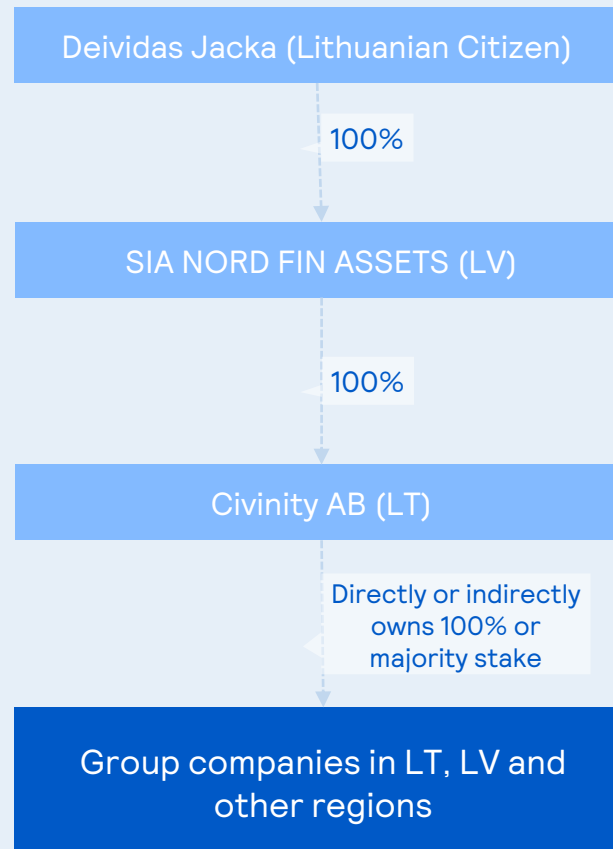 Deividas Jacka (Lithuanian Citizen)
100%
SIA NORD FIN ASSETS (LV)
100%
Civinity AB (LT)
Directly or indirectly
owns 100% or
majority stake
Group companies in LT, LV and
other regions